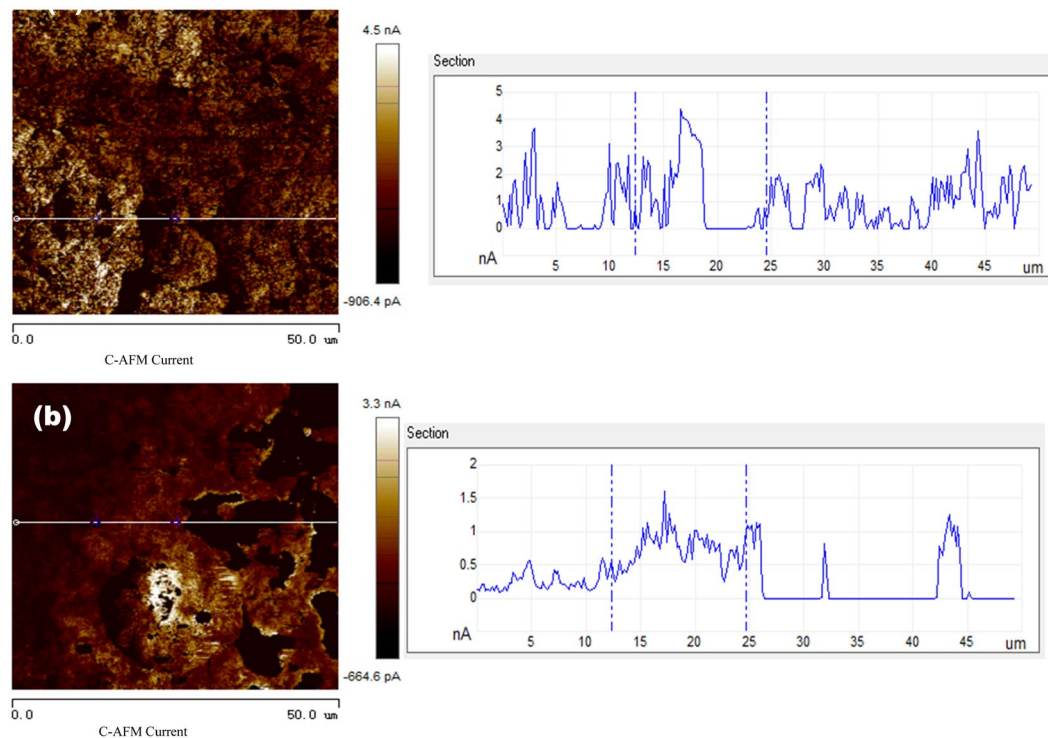 4.5 nA
-906.4 pA
0.0 50.0 um
C-AFM Current
Section
5
4
3
2
1
0
nA
5 10 15 20 25 30 35 40 45 um
(b)
3.3 nA
-664.6 pA
0.0 50.0 um
C-AFM Current
Section
2
1.5
1
0.5
0
nA
5 10 15 20 25 30 35 40 45 um